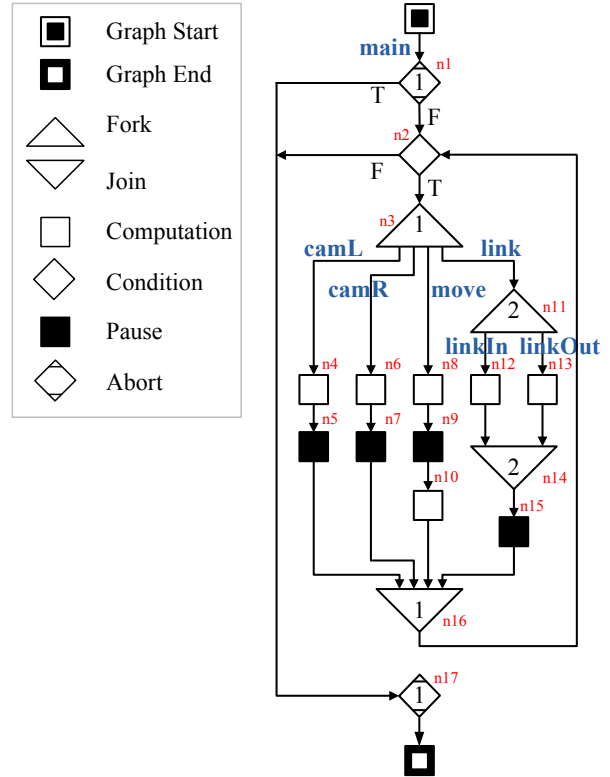 Graph Start
Graph End
Fork
Join
Computation
Condition
Pause
Abort
main
n1
1
T
F
n2
F
T
n3
1
camL
link
camR
move
2
n11
linkIn
linkOut
n4
n6
n8
n12
n13
n5
n7
n9
n10
2
n14
n15
1
n16
n17
1